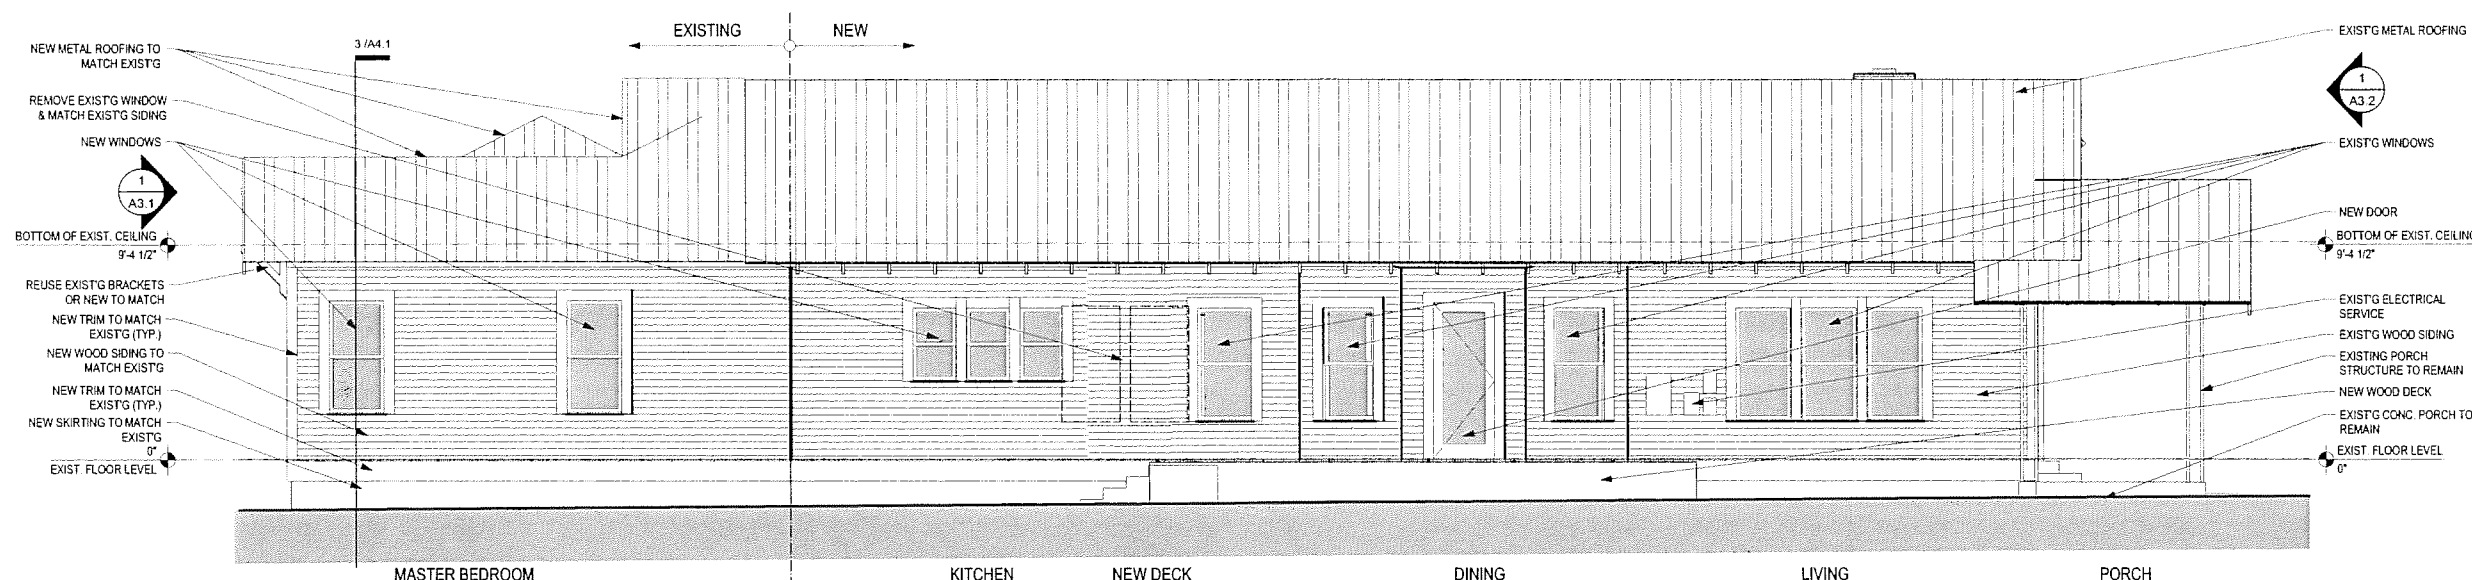 EXISTING
NEW
3 /A4.1
NEW METAL ROOFING TO
MATCH EXIST'G
REMOVE EXIST'G WINDOW
& MATCH EXIST'G SIDING
NEW WINDOWS
1
A3.1
BOTTOM OF EXIST. CEILING
9'-4 1/2"
REUSE EXIST'G BRACKETS
OR NEW TO MATCH
NEW TRIM TO MATCH
EXIST'G (TYP.)
NEW WOOD SIDING TO
MATCH EXIST'G
NEW TRIM TO MATCH
EXIST'G (TYP.)
NEW SKIRTING TO MATCH
EXIST'G
0"
EXIST. FLOOR LEVEL
EXIST'G METAL ROOFING
1
A3.2
EXIST'G WINDOWS
NEW DOOR
BOTTOM OF EXIST. CEILING
9'-4 1/2"
EXIST'G ELECTRICAL
SERVICE
EXIST'G WOOD SIDING
EXISTING PORCH
STRUCTURE TO REMAIN
NEW WOOD DECK
EXIST'G CONC. PORCH TO
REMAIN
EXIST. FLOOR LEVEL
0"
MASTER BEDROOM
KITCHEN
NEW DECK
DINING
LIVING
PORCH